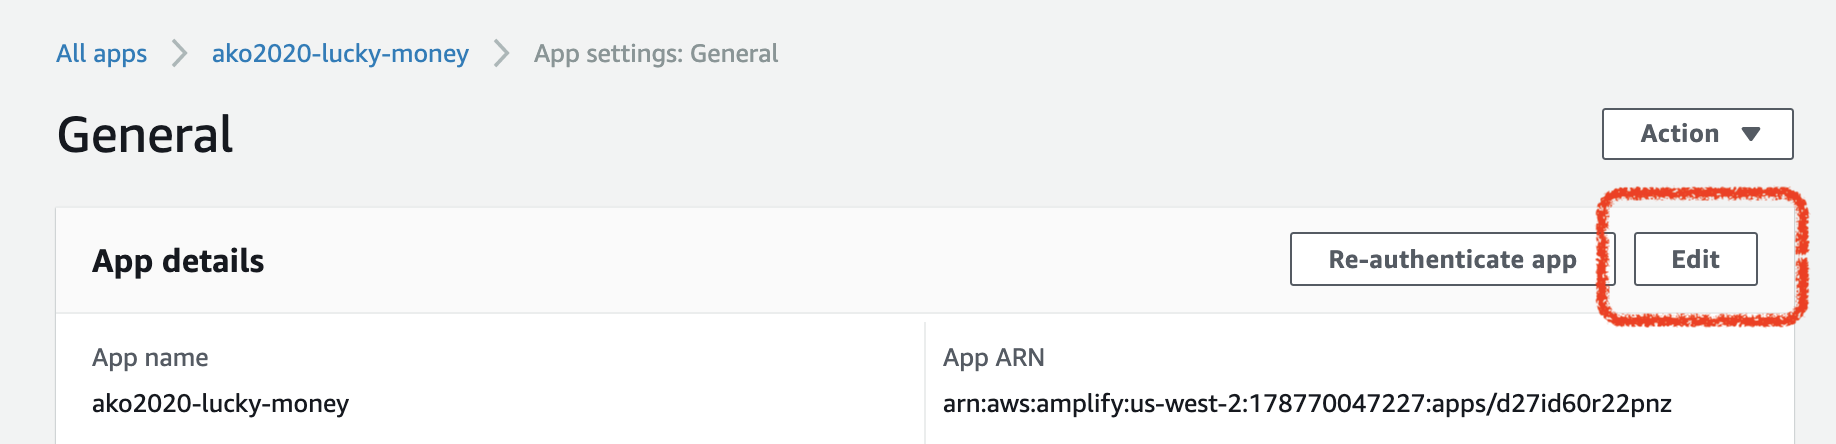 All apps > ako2020-lucky-money > App settings: General
General
Action
App details
Re-authenticate app
Edit
App name
App ARN
ako2020-lucky-money
arn:aws:amplify:us-west-2:178770047227:apps/d27id60r22pnz